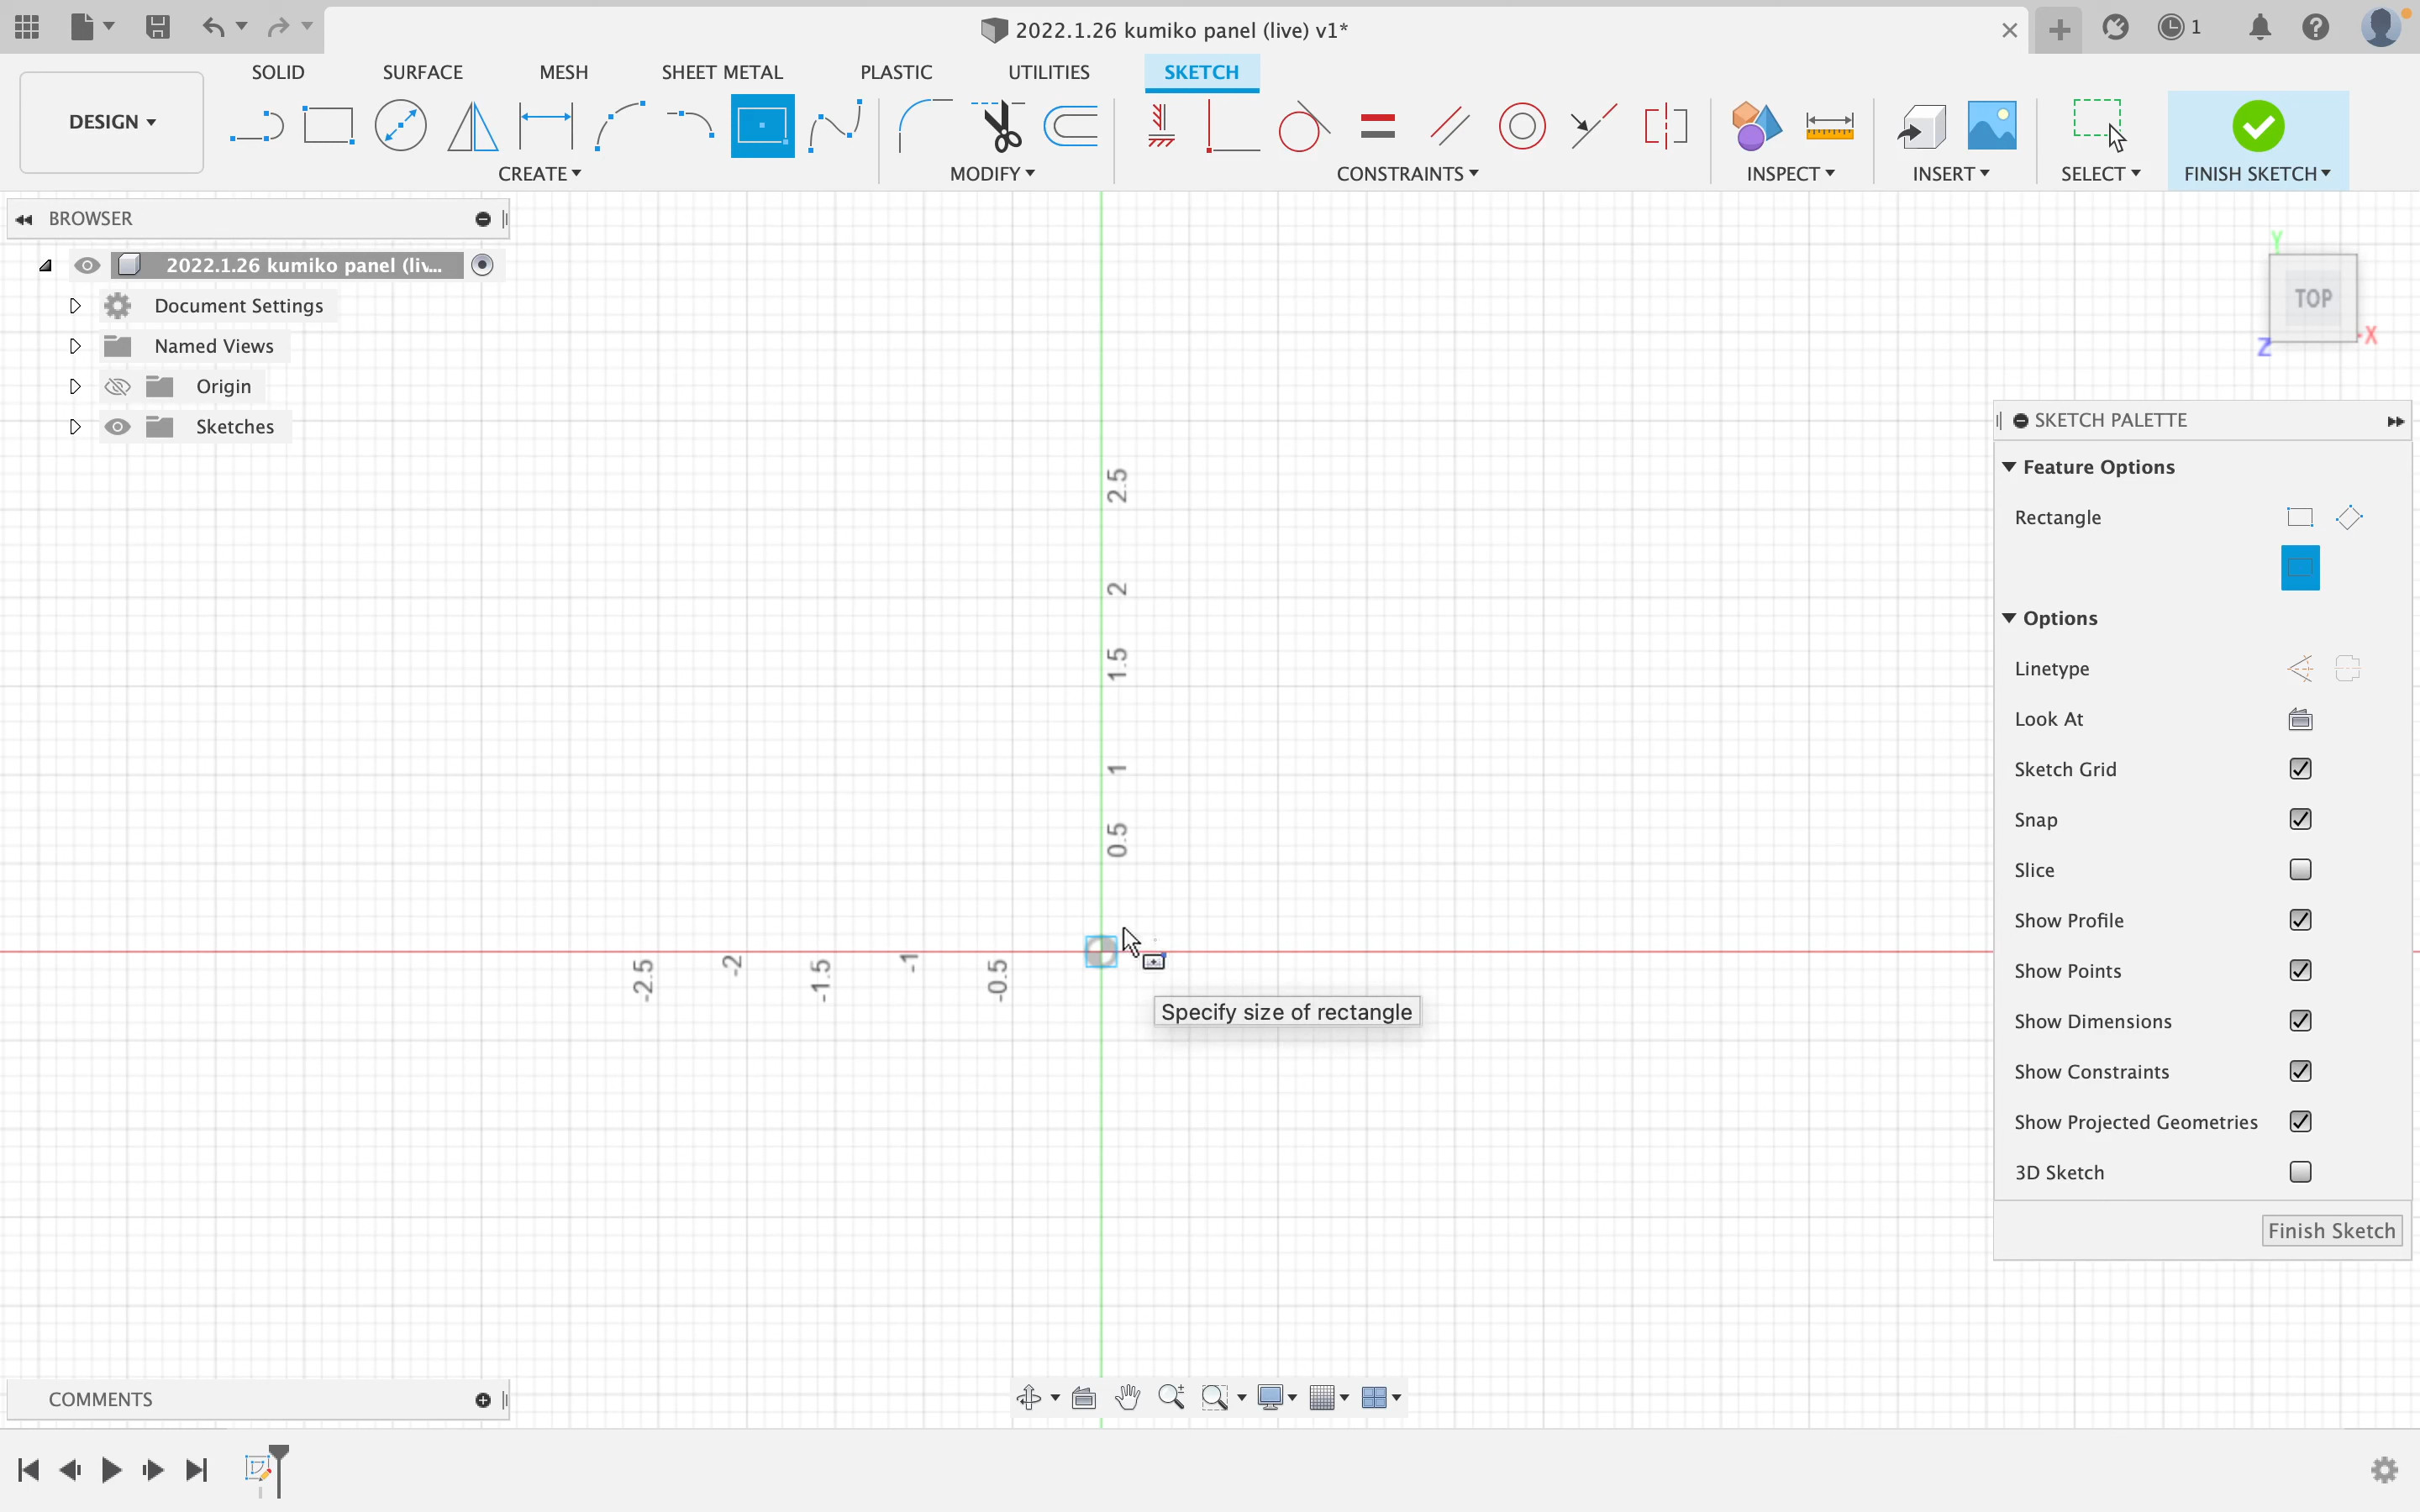 2022.1.26 kumiko panel (live) v1*
1
SOLID
SURFACE
MESH
SHEET METAL
PLASTIC
UTILITIES
SKETCH
DESIGN
CREATE
MODIFY
CONSTRAINTS
INSPECT
INSERT
SELECT
FINISH SKETCH
BROWSER
2022.1.26 kumiko panel (liv...
Document Settings
Named Views
Origin
Sketches
Y
TOP
X
Z
SKETCH PALETTE
Feature Options
Rectangle
Options
Linetype
Look At
Sketch Grid
Snap
Slice
Show Profile
Show Points
Show Dimensions
Show Constraints
Show Projected Geometries
3D Sketch
Finish Sketch
2.5
2
1.5
1
0.5
-2.5
-2
-1.5
-1
-0.5
Specify size of rectangle
COMMENTS